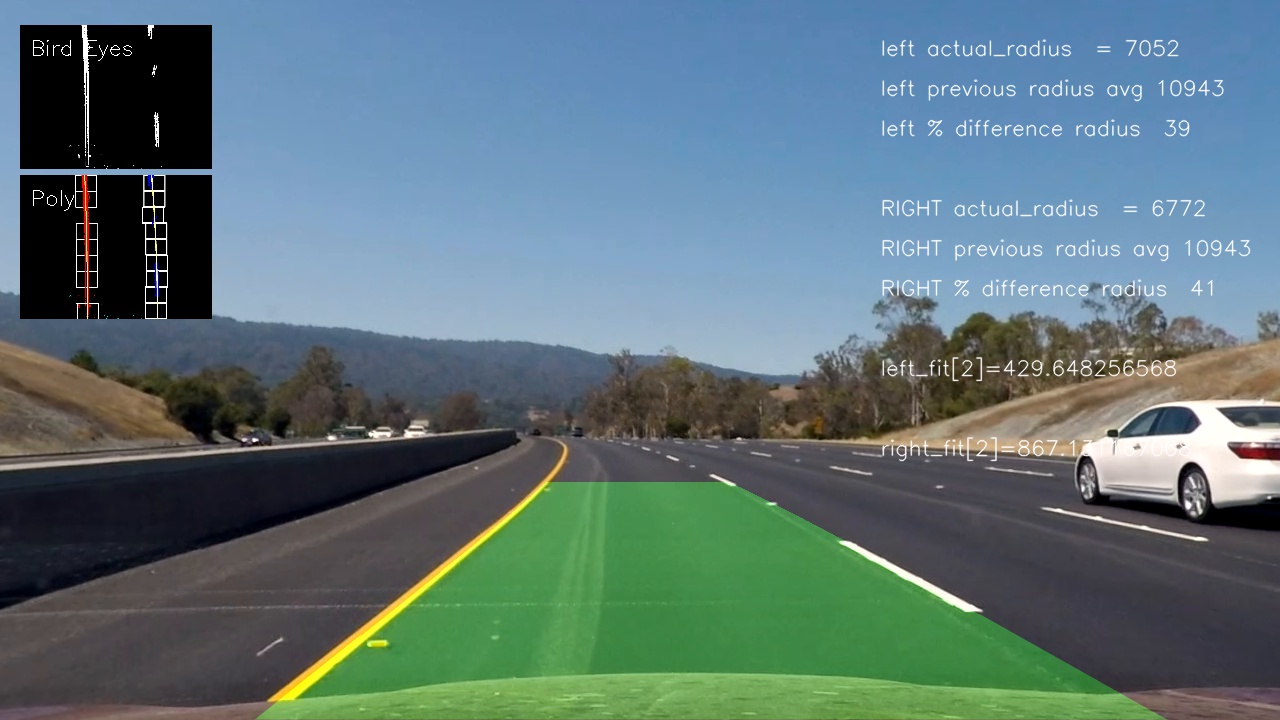 Bird Eyes
Poly
left actual_radius = 7052
left previous radius avg 10943
left % difference radius 39
RIGHT actual_radius = 6772
RIGHT previous radius avg 10943
RIGHT % difference radius 41
left_fit[2]=429.648256568